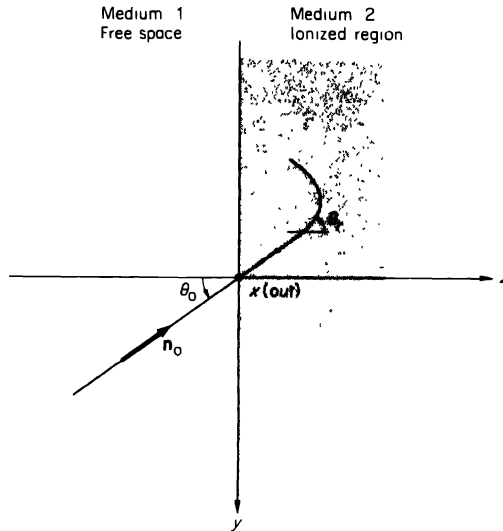 Medium 1
Free space
Medium 2
Ionized region
θ₀
x (out)
n₀
y